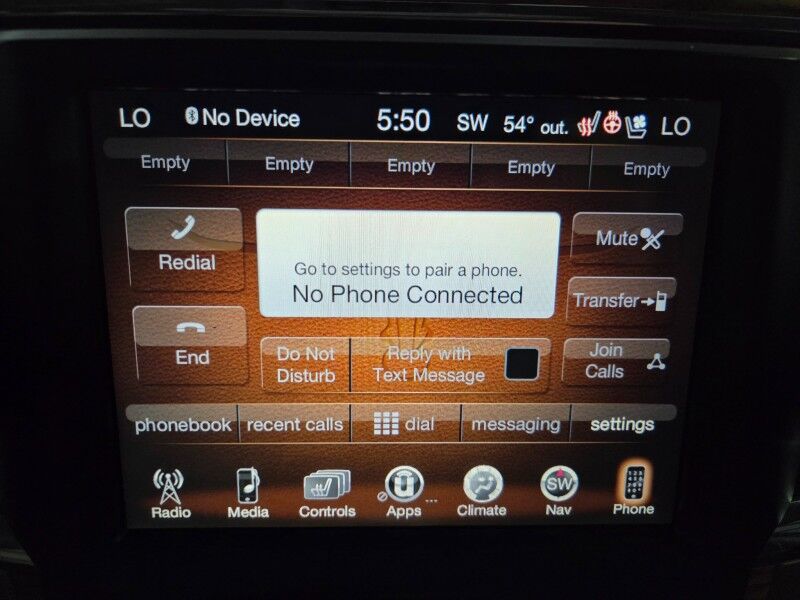 LO No Device 5:50 SW 54° out. LO
Empty Empty Empty Empty Empty
Redial
Go to settings to pair a phone.
No Phone Connected
Mute
Transfer
End
Do Not
Disturb
Reply with
Text Message
Join
Calls
phonebook recent calls dial messaging settings
SW
Radio Media Controls Apps Climate Nav Phone